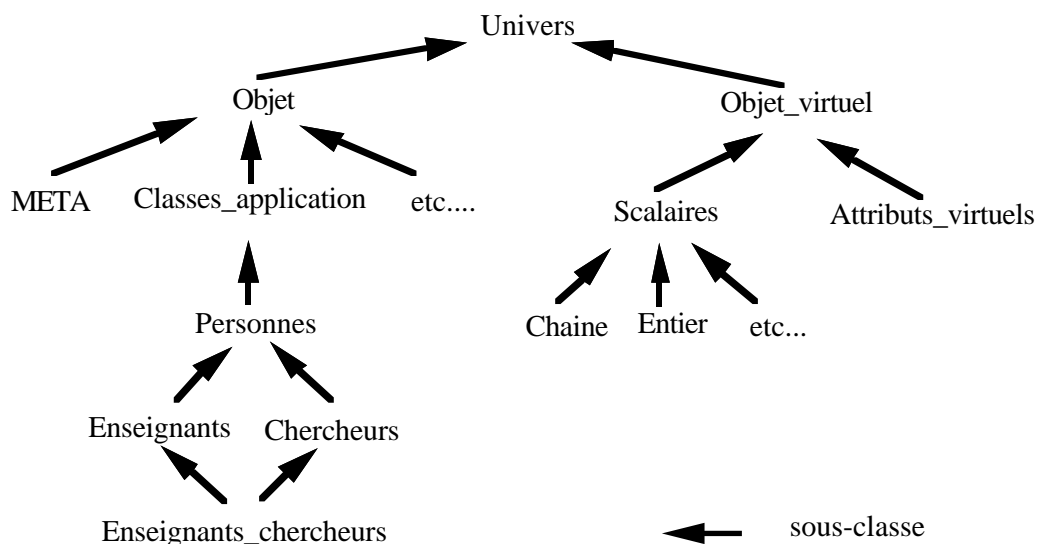 Univers
Objet
Objet_virtuel
META
Classes_application
etc....
Scalaires
Attributs_virtuels
Personnes
Chaine
Entier
etc...
Enseignants
Chercheurs
Enseignants_chercheurs
sous-classe